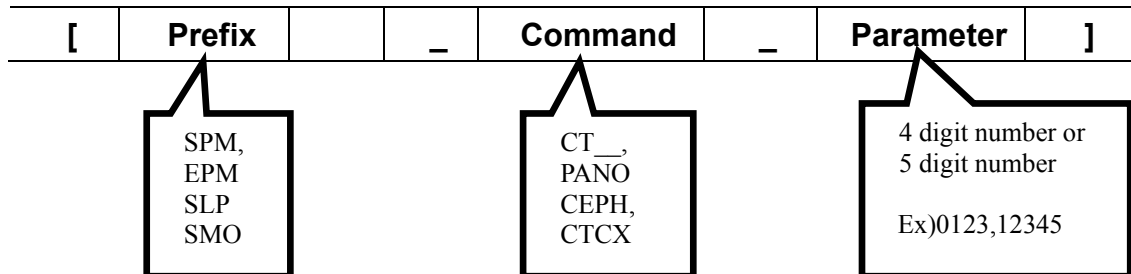 [ Prefix _ Command _ Parameter ]
SPM,
EPM
SLP
SMO
CT__,
PANO
CEPH,
CTCX
4 digit number or
5 digit number
Ex)0123,12345